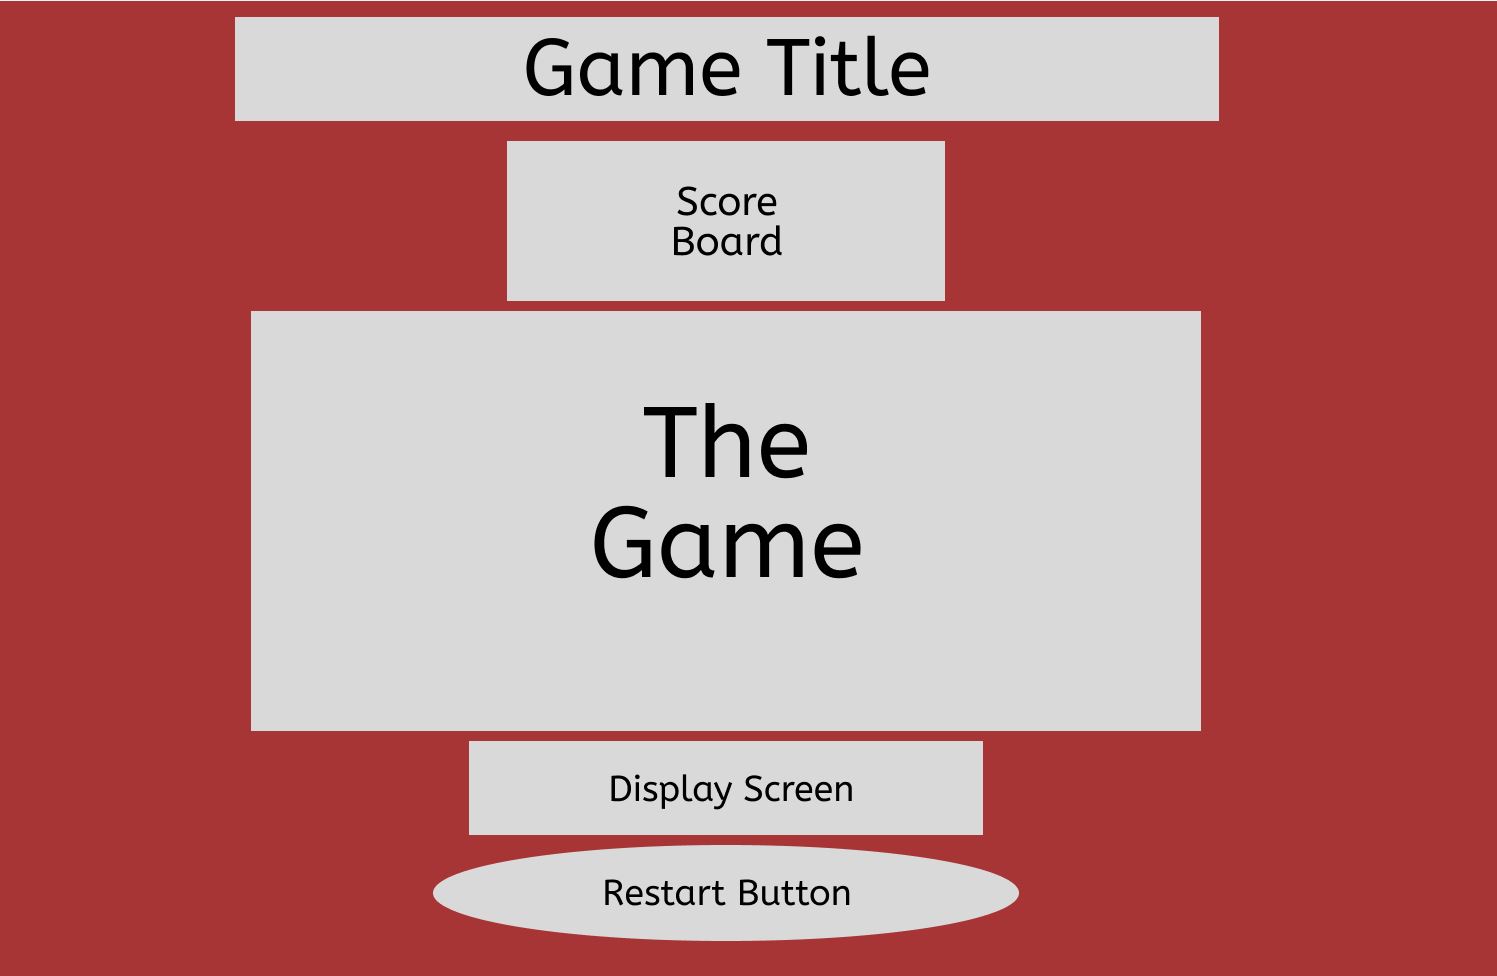 Game Title
Score
Board
The
Game
Display Screen
Restart Button